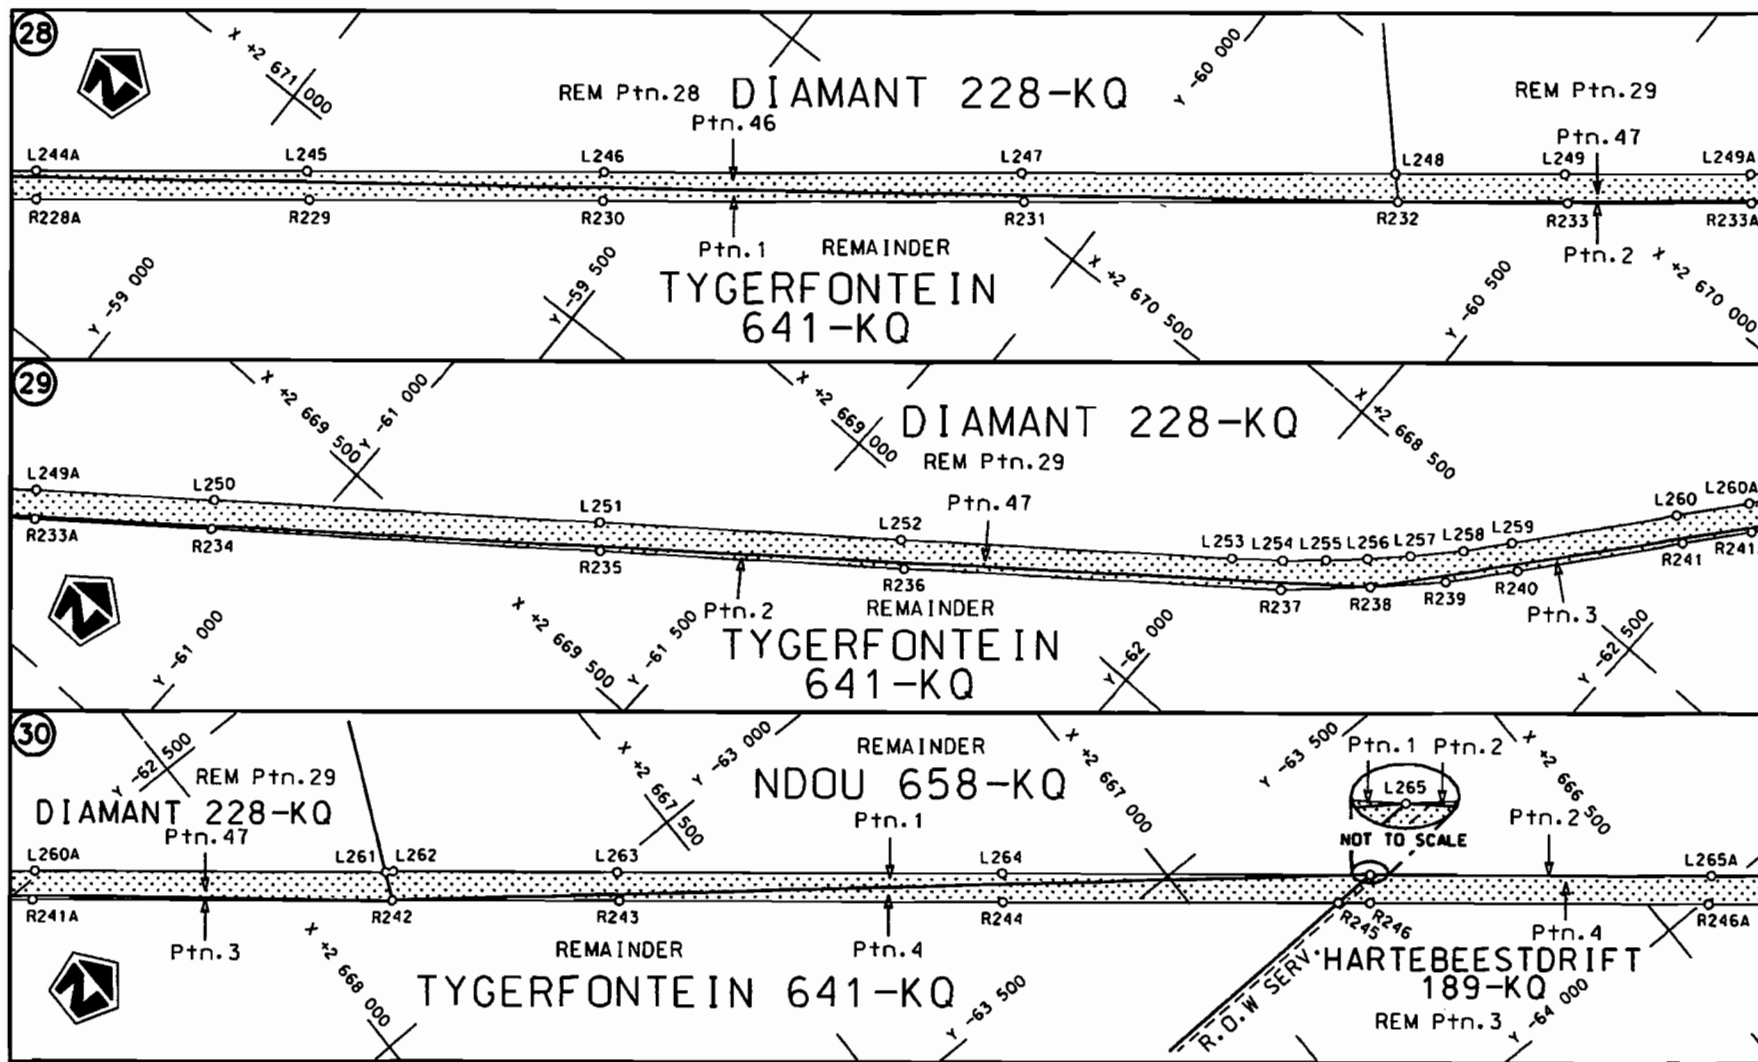 28
X +2 671 000
REM Ptn.28
DIAMANT 228-KQ
Y -60 000
REM Ptn.29
Ptn.46
Ptn.47
L244A
L245
L246
L247
L248
L249
L249A
R228A
R229
R230
R231
R232
R233
R233A
Ptn.1
REMAINDER
TYGERFONTEIN
641-KQ
Ptn.2
Y -59 000
Y -59 500
X +2 670 500
Y -60 500
X +2 670 000
29
X +2 669 500
Y -61 000
X +2 669 000
DIAMANT 228-KQ
REM Ptn.29
X +2 668 500
Ptn.47
L249A
L250
L251
L252
L253
L254
L255
L256
L257
L258
L259
L260
L260A
R233A
R234
R235
R236
R237
R238
R239
R240
R241
R241
Ptn.2
REMAINDER
TYGERFONTEIN
641-KQ
Ptn.3
Y -61 000
X +2 669 500
Y -61 500
Y -62 000
Y -62 500
30
Y -62 500
REM Ptn.29
DIAMANT 228-KQ
Ptn.47
X +2 667 500
Y -63 000
REMAINDER
NDOU 658-KQ
Ptn.1
X +2 667 000
Y -63 500
Ptn.1
Ptn.2
L265
NOT TO SCALE
X +2 666 500
Ptn.2
L260A
L261
L262
L263
L264
L265A
R241A
R242
R243
R244
R245
R246
R246A
Ptn.3
X +2 668 000
REMAINDER
TYGERFONTEIN 641-KQ
Ptn.4
Y -63 500
R.O.W SERV.
Ptn.4
HARTEBEESTDRIFT
189-KQ
REM Ptn.3
Y -64 000